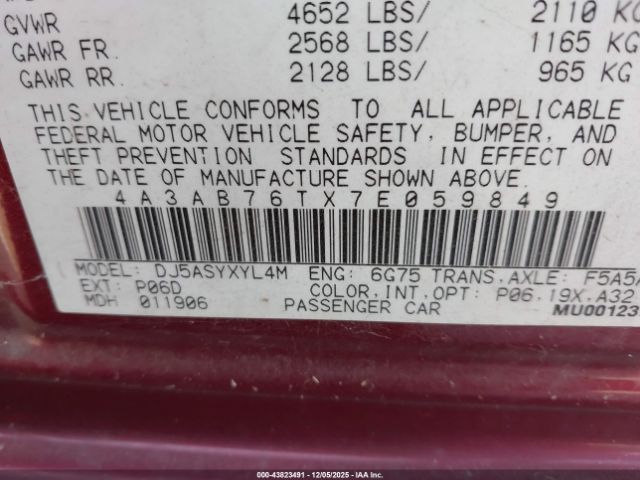 GVWR 4652 LBS/ 2110 KG
GAWR FR. 2568 LBS/ 1165 KG
GAWR RR. 2128 LBS/ 965 KG
THIS VEHICLE CONFORMS TO ALL APPLICABLE
FEDERAL MOTOR VEHICLE SAFETY, BUMPER, AND
THEFT PREVENTION STANDARDS IN EFFECT ON
THE DATE OF MANUFACTURE SHOWN ABOVE.
4A3AB76TX7E059849
MODEL: DJ5ASYXYL4M ENG: 6G75 TRANS,AXLE: F5A5A
EXT: P06D COLOR,INT,OPT: P06,19X,A32
MDH 011906 PASSENGER CAR MU001235
000-43823491 - 12/05/2025 - IAA Inc.